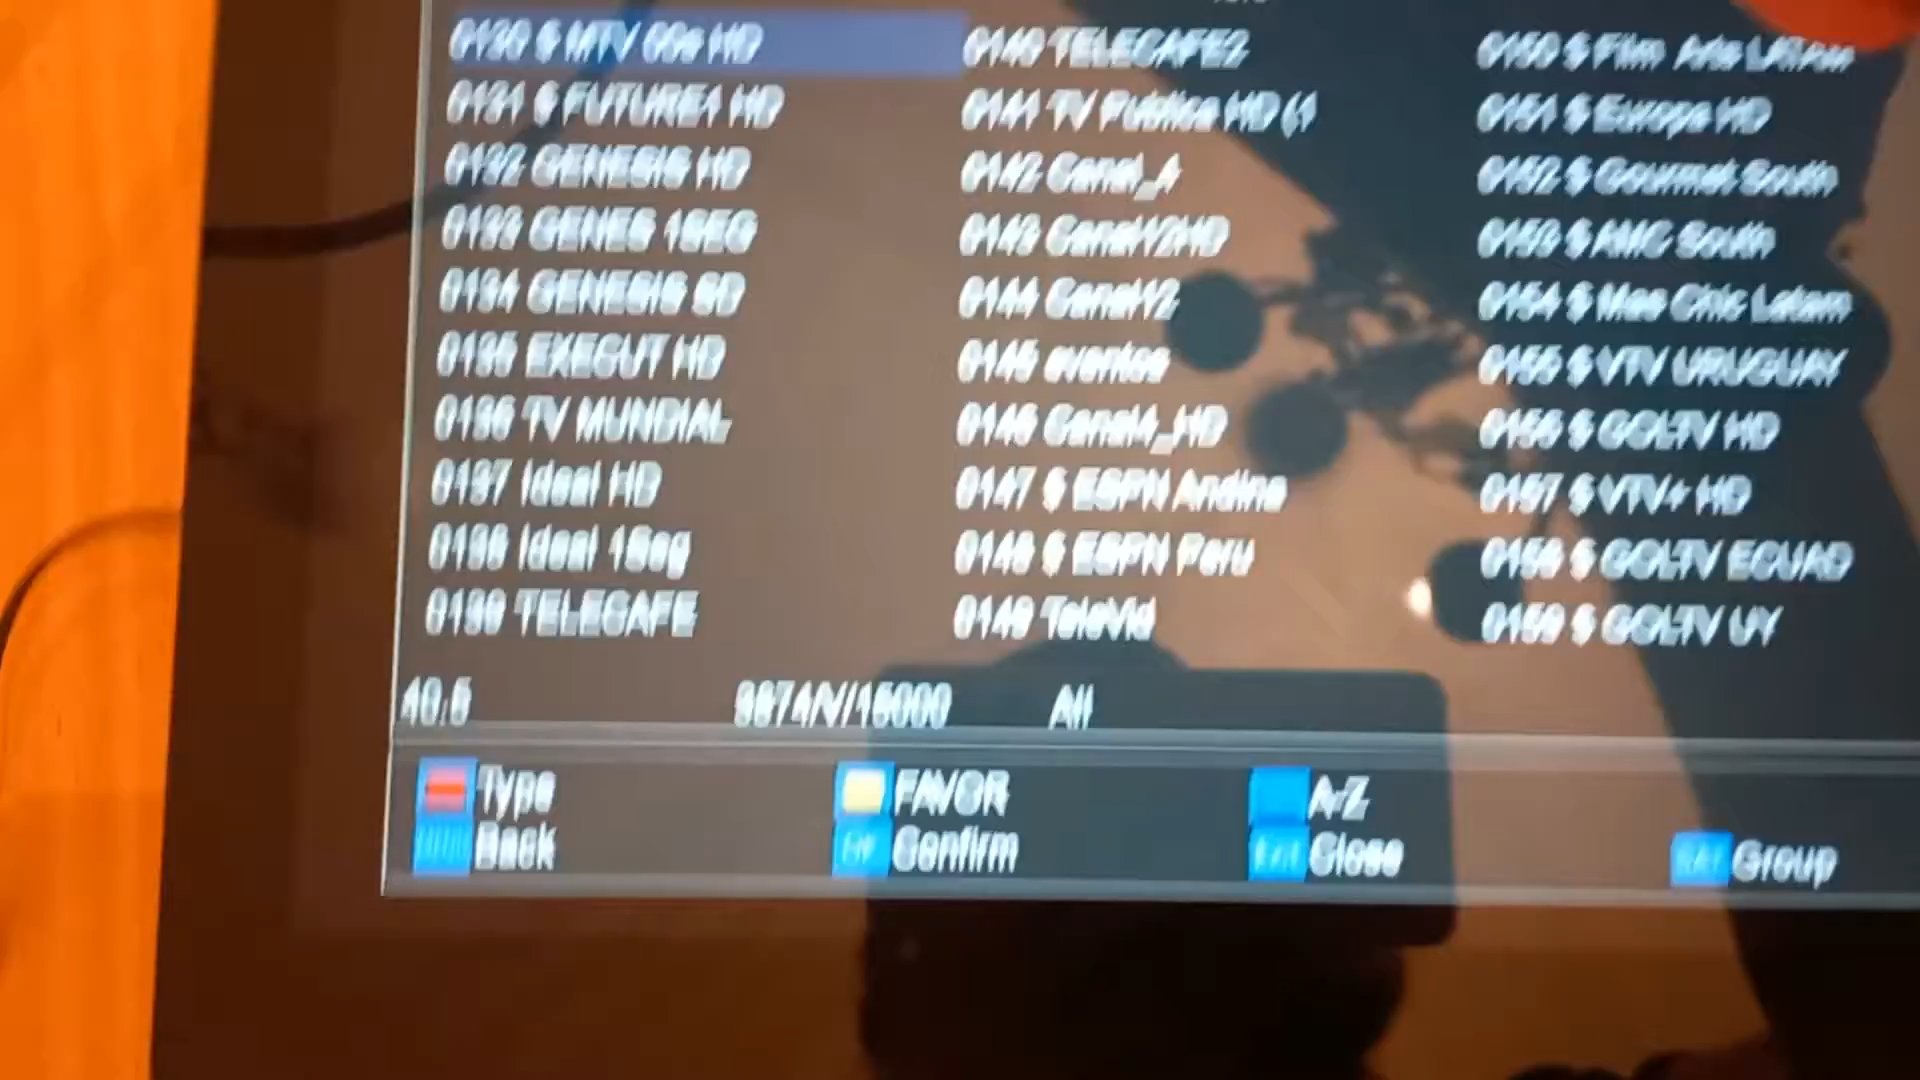 0130 $ MTV 00s HD
0131 $ FUTURE1 HD
0132 GENESIS HD
0133 GENES 1SEG
0134 GENESIS SD
0135 EXECUT HD
0136 TV MUNDIAL
0137 Ideal HD
0138 Ideal 1Seg
0139 TELECAFE
0140 TELECAFE2
0141 TV Publica HD (1
0142 Canal_A
0143 Canal12HD
0144 Canal12
0145 eventos
0146 Canal4_HD
0147 $ ESPN Andina
0148 $ ESPN Peru
0149 TeleVid
0150 $ Film Arts LATAM
0151 $ Europa HD
0152 $ Gourmet South
0153 $ AMC South
0154 $ Mas Chic Latam
0155 $ VTV URUGUAY
0156 $ GOLTV HD
0157 $ VTV+ HD
0158 $ GOLTV ECUAD
0159 $ GOLTV UY
40.5 3874/V/15000 All
Type FAVOR A-Z
Back Confirm Close Group